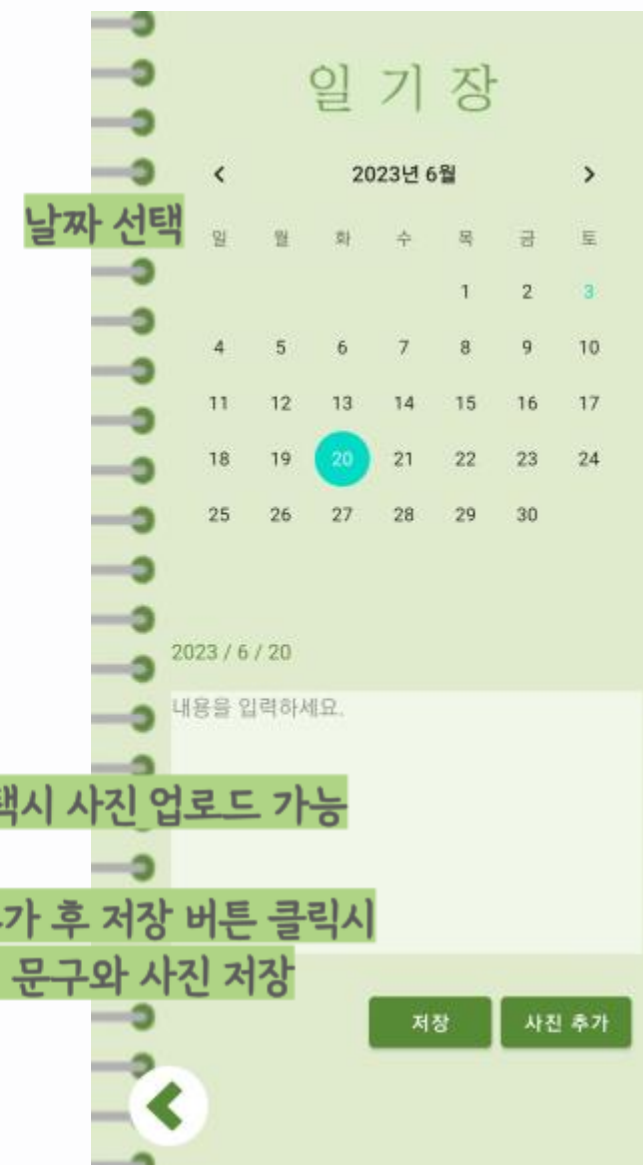 일 기 장
2023년 6월
날짜 선택
일 월 화 수 목 금 토
1 2 3
4 5 6 7 8 9 10
11 12 13 14 15 16 17
18 19 20 21 22 23 24
25 26 27 28 29 30
2023 / 6 / 20
내용을 입력하세요.
사진 업로드 가능
후 저장 버튼 클릭시
문구와 사진 저장
저장 사진 추가